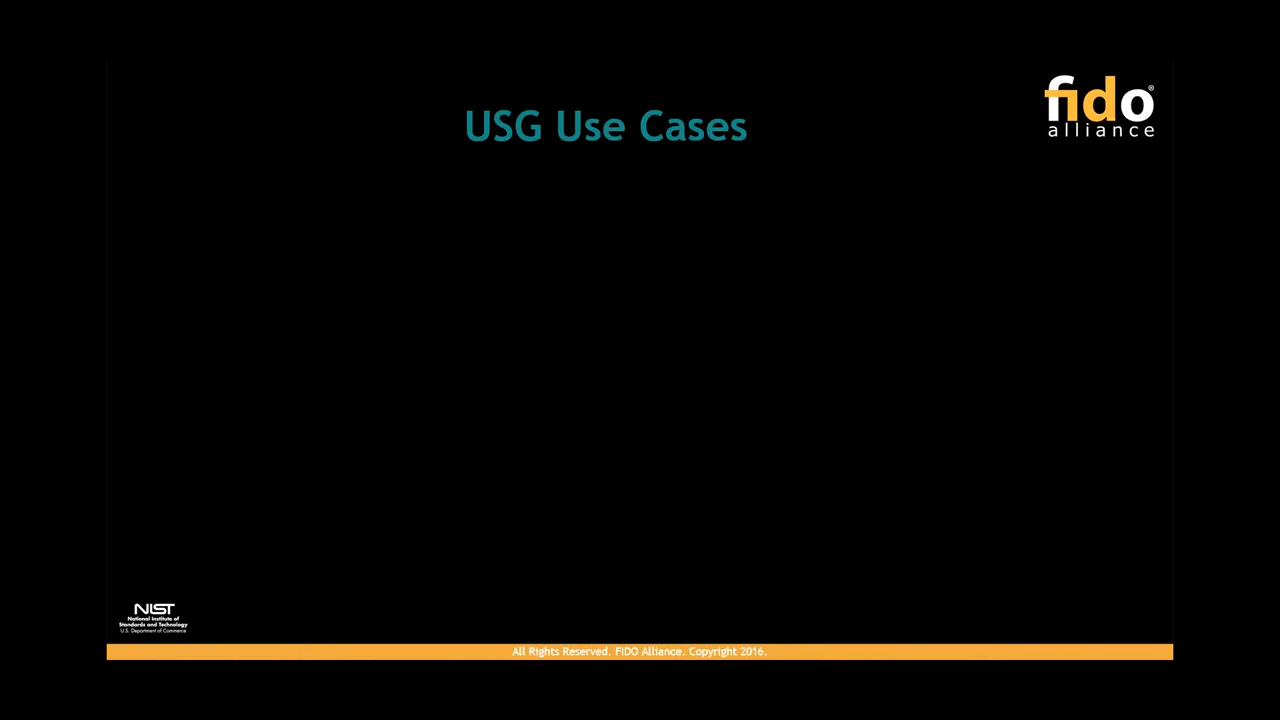 fido®
alliance
USG Use Cases
NIST
National Institute of
Standards and Technology
U.S. Department of Commerce
All Rights Reserved. FIDO Alliance. Copyright 2016.